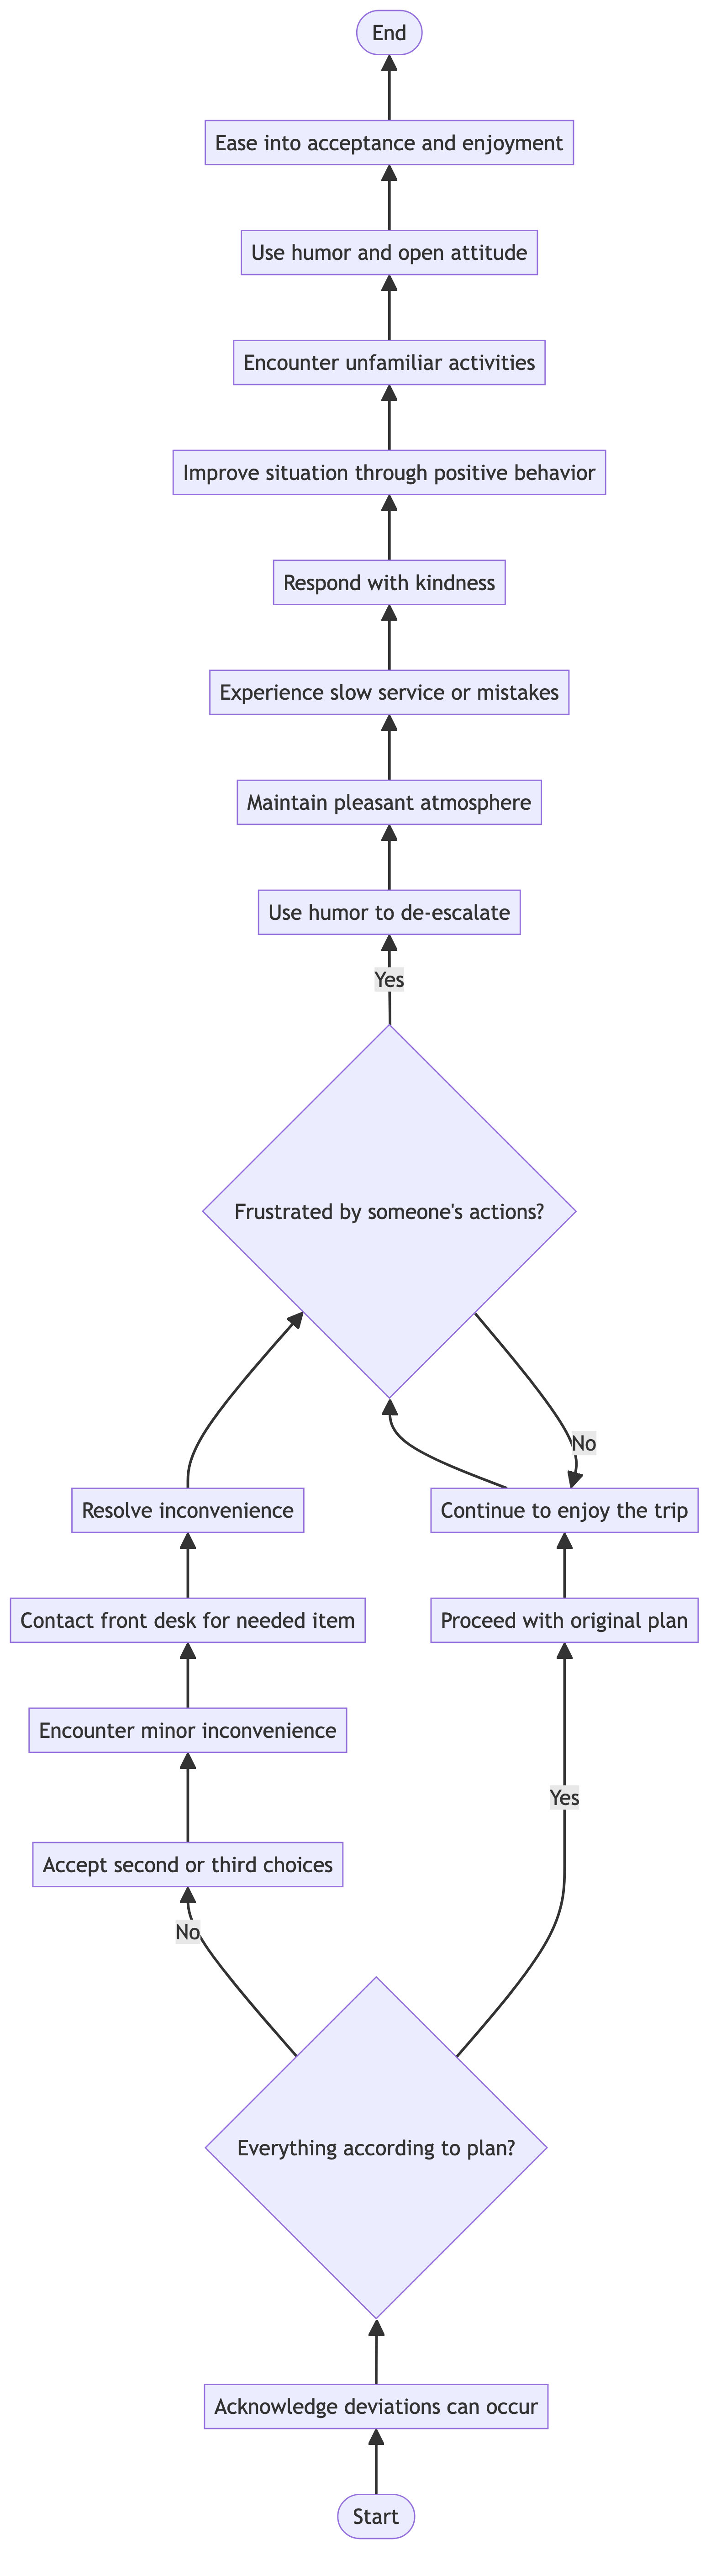 End
Ease into acceptance and enjoyment
Use humor and open attitude
Encounter unfamiliar activities
Improve situation through positive behavior
Respond with kindness
Experience slow service or mistakes
Maintain pleasant atmosphere
Use humor to de-escalate
Yes
Frustrated by someone's actions?
No
Resolve inconvenience
Continue to enjoy the trip
Contact front desk for needed item
Proceed with original plan
Encounter minor inconvenience
Yes
Accept second or third choices
No
Everything according to plan?
Acknowledge deviations can occur
Start